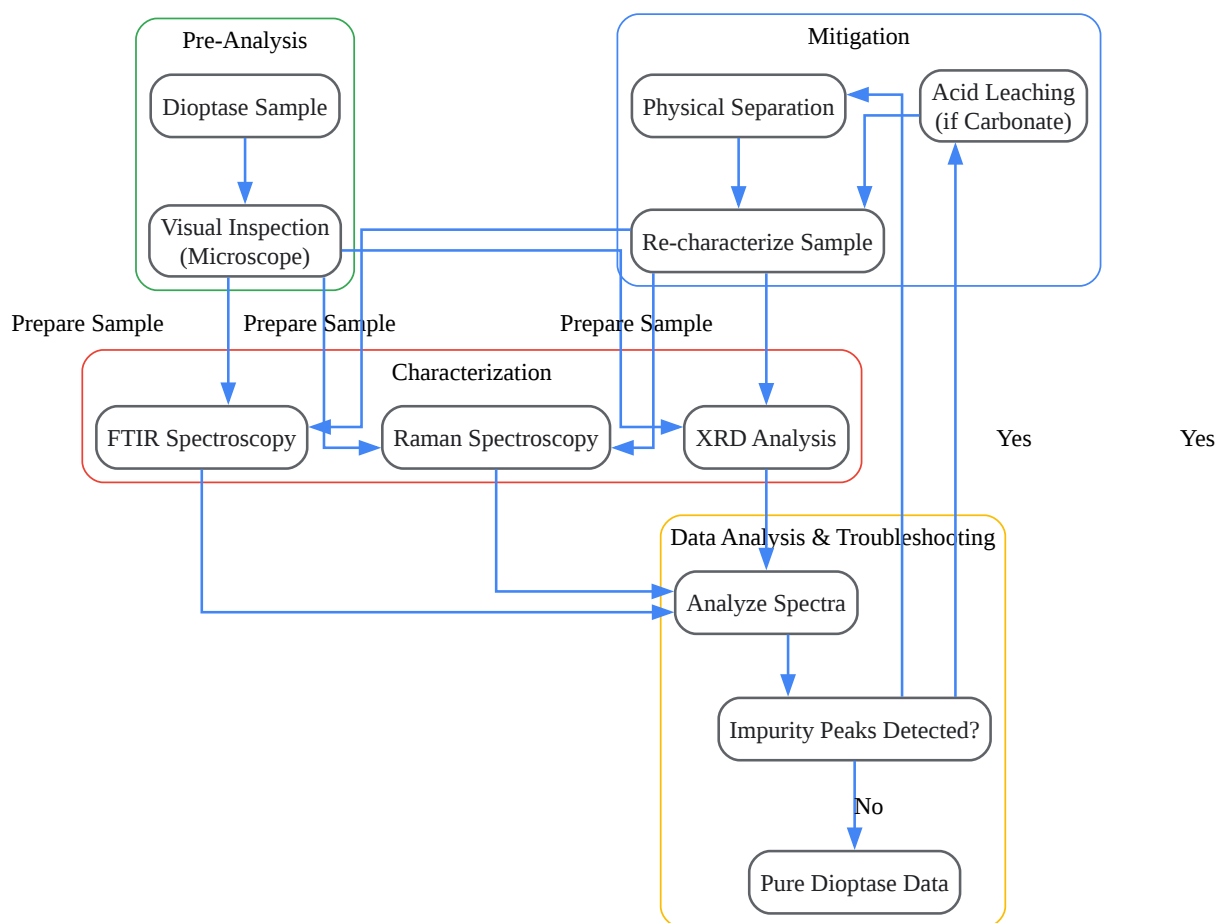 Pre-Analysis
Mitigation
Dioptase Sample
Physical Separation
Acid Leaching
(if Carbonate)
Visual Inspection
(Microscope)
Re-characterize Sample
Prepare Sample
Prepare Sample
Prepare Sample
Characterization
FTIR Spectroscopy
Raman Spectroscopy
XRD Analysis
Yes
Yes
Data Analysis & Troubleshooting
Analyze Spectra
Impurity Peaks Detected?
No
Pure Dioptase Data